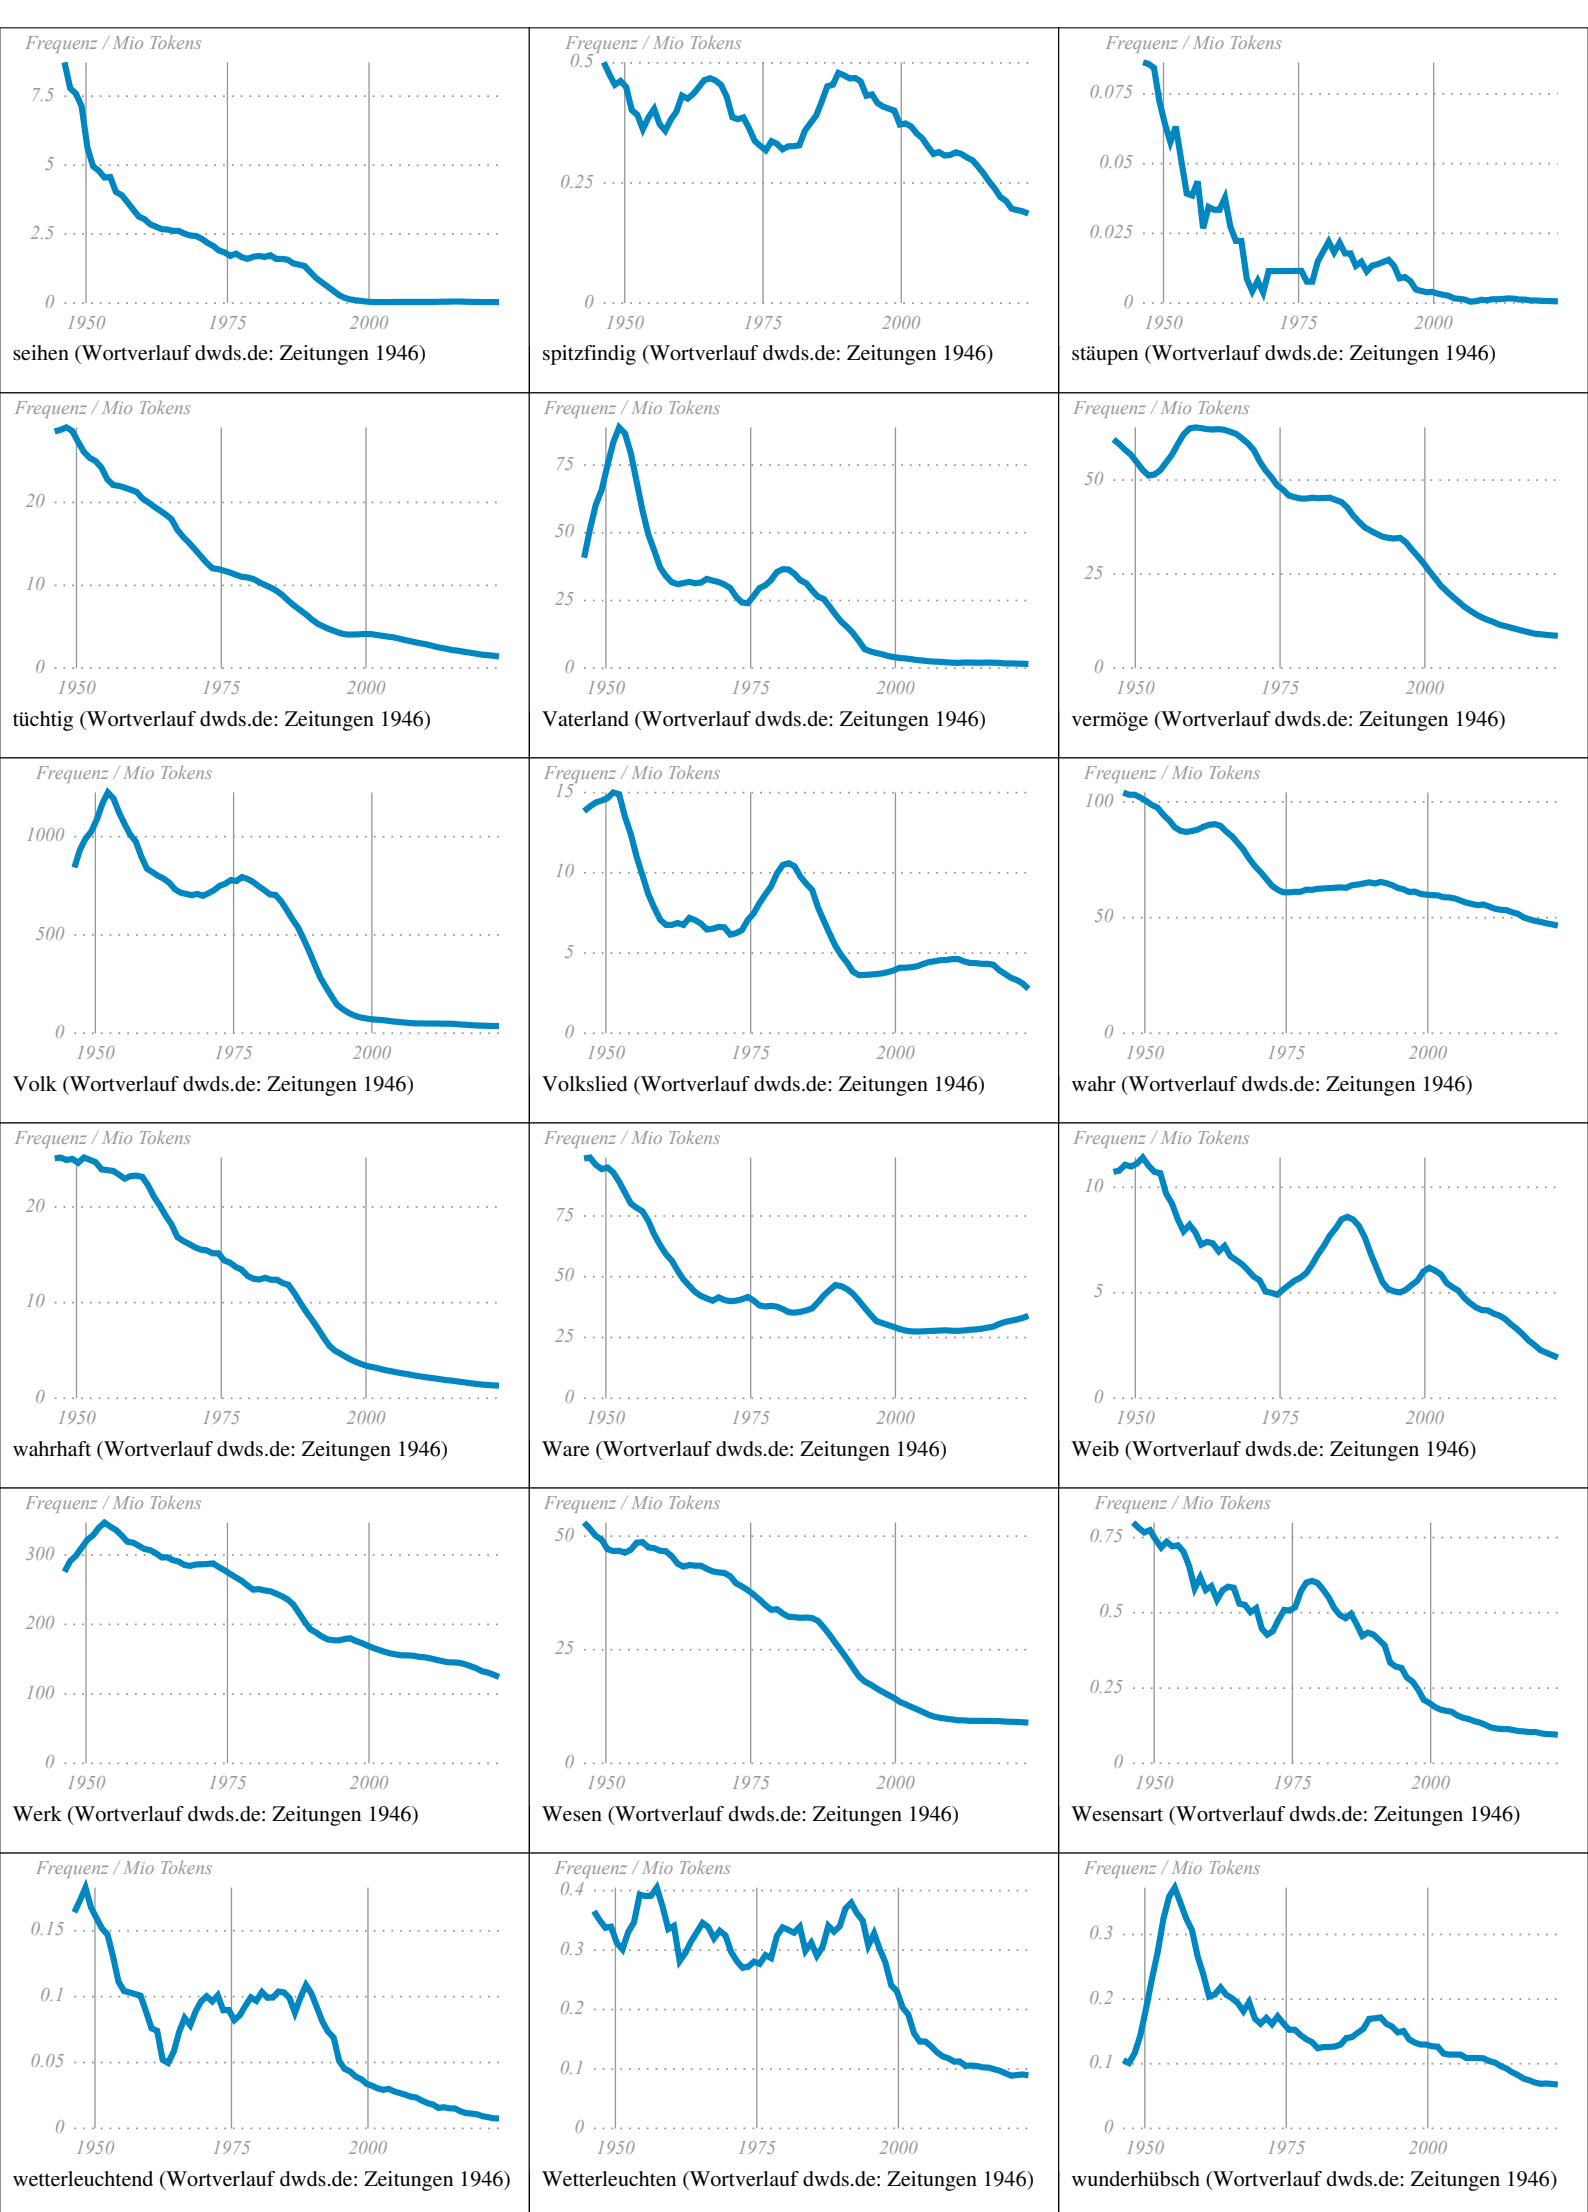 Frequenz / Mio Tokens
7.5
5
2.5
0
1950 1975 2000
seihen (Wortverlauf dwds.de: Zeitungen 1946)
Frequenz / Mio Tokens
0.5
0.25
0
1950 1975 2000
spitzfindig (Wortverlauf dwds.de: Zeitungen 1946)
Frequenz / Mio Tokens
0.075
0.05
0.025
0
1950 1975 2000
stäupen (Wortverlauf dwds.de: Zeitungen 1946)
Frequenz / Mio Tokens
20
10
0
1950 1975 2000
tüchtig (Wortverlauf dwds.de: Zeitungen 1946)
Frequenz / Mio Tokens
75
50
25
0
1950 1975 2000
Vaterland (Wortverlauf dwds.de: Zeitungen 1946)
Frequenz / Mio Tokens
50
25
0
1950 1975 2000
vermöge (Wortverlauf dwds.de: Zeitungen 1946)
Frequenz / Mio Tokens
1000
500
0
1950 1975 2000
Volk (Wortverlauf dwds.de: Zeitungen 1946)
Frequenz / Mio Tokens
15
10
5
0
1950 1975 2000
Volkslied (Wortverlauf dwds.de: Zeitungen 1946)
Frequenz / Mio Tokens
100
50
0
1950 1975 2000
wahr (Wortverlauf dwds.de: Zeitungen 1946)
Frequenz / Mio Tokens
20
10
0
1950 1975 2000
wahrhaft (Wortverlauf dwds.de: Zeitungen 1946)
Frequenz / Mio Tokens
75
50
25
0
1950 1975 2000
Ware (Wortverlauf dwds.de: Zeitungen 1946)
Frequenz / Mio Tokens
10
5
0
1950 1975 2000
Weib (Wortverlauf dwds.de: Zeitungen 1946)
Frequenz / Mio Tokens
300
200
100
0
1950 1975 2000
Werk (Wortverlauf dwds.de: Zeitungen 1946)
Frequenz / Mio Tokens
50
25
0
1950 1975 2000
Wesen (Wortverlauf dwds.de: Zeitungen 1946)
Frequenz / Mio Tokens
0.75
0.5
0.25
0
1950 1975 2000
Wesensart (Wortverlauf dwds.de: Zeitungen 1946)
Frequenz / Mio Tokens
0.15
0.1
0.05
0
1950 1975 2000
wetterleuchtend (Wortverlauf dwds.de: Zeitungen 1946)
Frequenz / Mio Tokens
0.4
0.3
0.2
0.1
0
1950 1975 2000
Wetterleuchten (Wortverlauf dwds.de: Zeitungen 1946)
Frequenz / Mio Tokens
0.3
0.2
0.1
0
1950 1975 2000
wunderhübsch (Wortverlauf dwds.de: Zeitungen 1946)